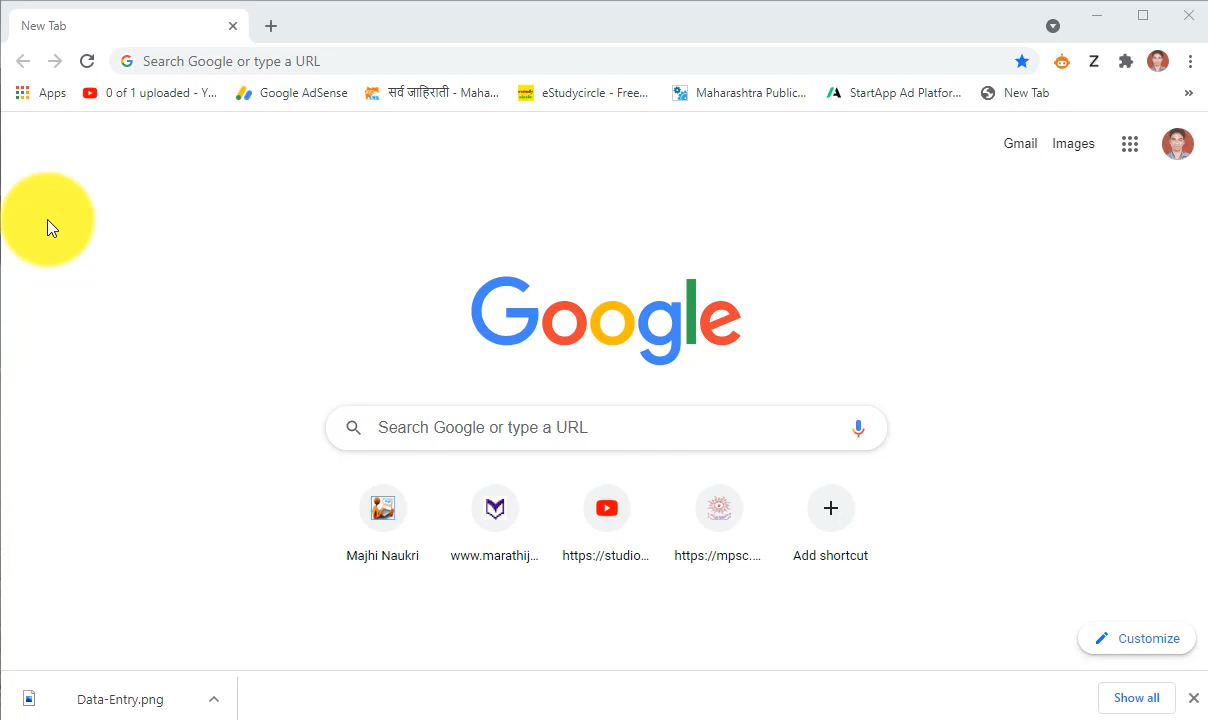 New Tab
Search Google or type a URL
Apps 0 of 1 uploaded - Y... Google AdSense सर्व जाहिराती - Maha... eStudycircle - Free... Maharashtra Public... StartApp Ad Platfor... New Tab »
Gmail Images
Google
Search Google or type a URL
Majhi Naukri www.marathij... https://studio... https://mpsc.... Add shortcut
Customize
Data-Entry.png Show all